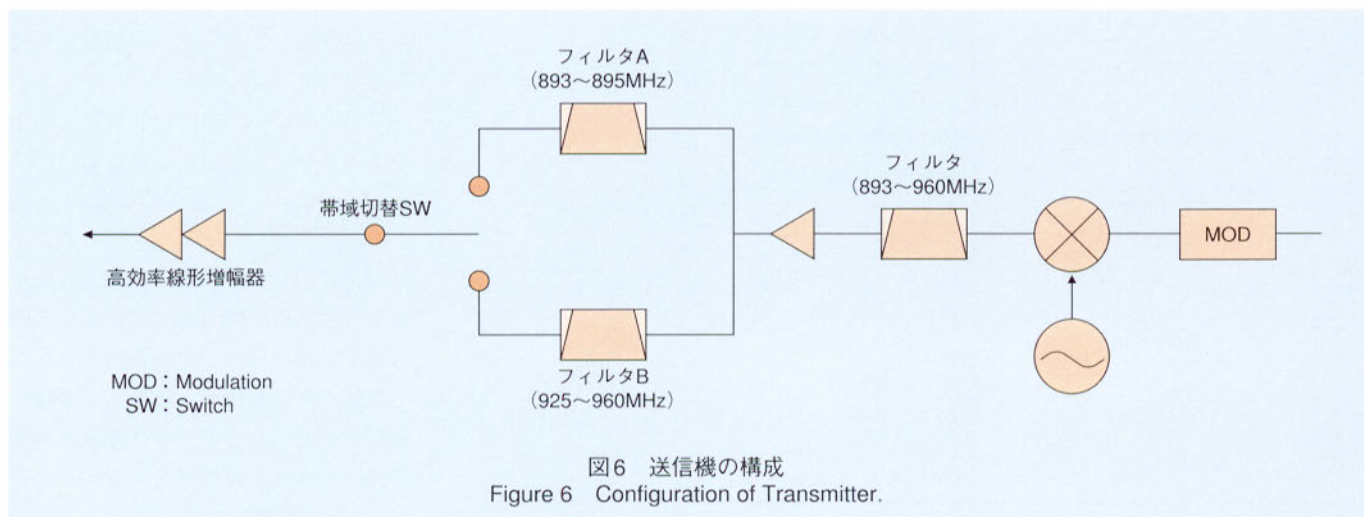 フィルタA
(893〜895MHz)
フィルタ
(893〜960MHz)
帯域切替SW
MOD
高効率線形増幅器
フィルタB
(925〜960MHz)
MOD：Modulation
SW：Switch
図6　送信機の構成
Figure 6　Configuration of Transmitter.